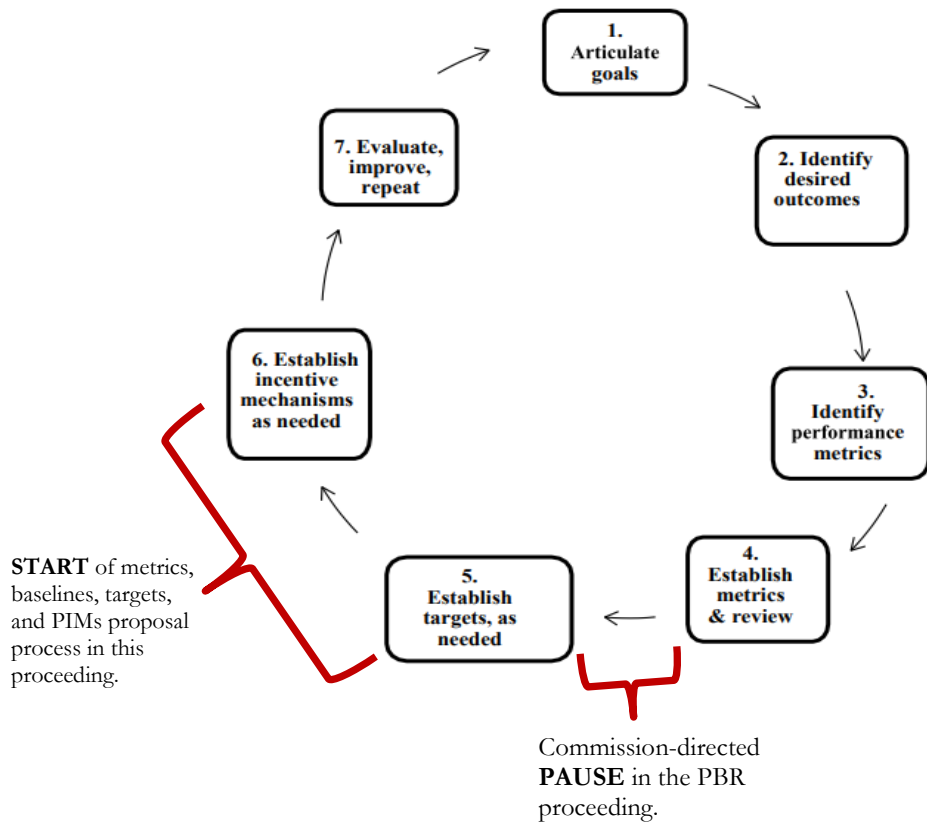 1.
Articulate
goals
2. Identify
desired
outcomes
3.
Identify
performance
metrics
4.
Establish
metrics
& review
5.
Establish
targets, as
needed
6. Establish
incentive
mechanisms
as needed
7. Evaluate,
improve,
repeat
START of metrics,
baselines, targets,
and PIMs proposal
process in this
proceeding.
Commission-directed
PAUSE in the PBR
proceeding.